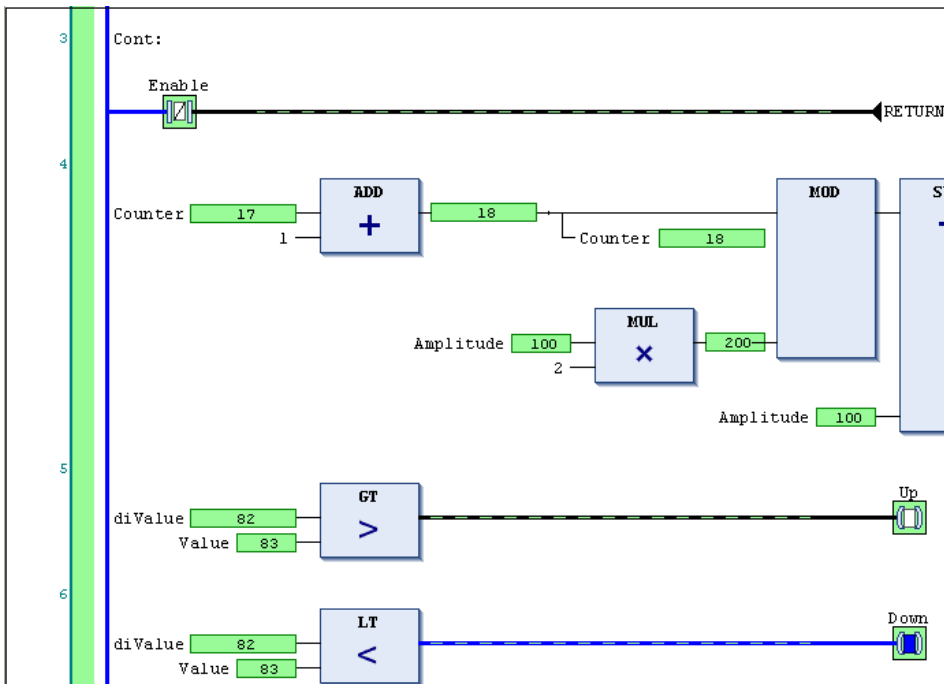 3 Cont:
Enable
RETURN
4
ADD MOD
Counter 17 + 18
1 Counter 18
MUL
Amplitude 100 × 200
2
Amplitude 100
5
GT Up
diValue 82 >
Value 83
6
LT Down
diValue 82 <
Value 83